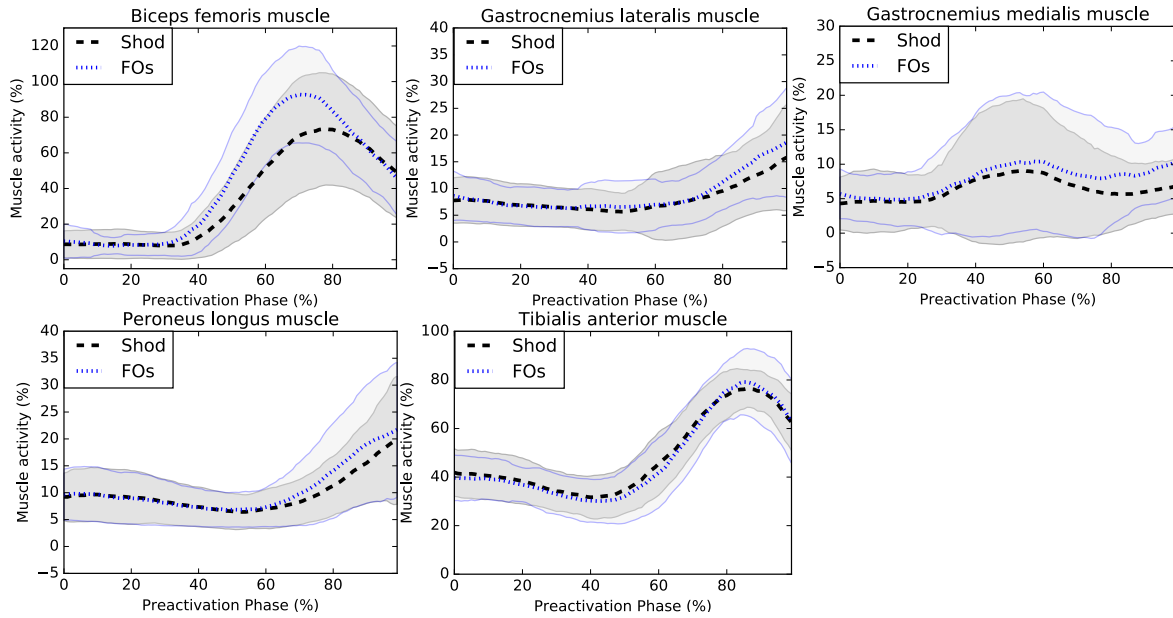 Biceps femoris muscle
Muscle activity (%)
120
100
80
60
40
20
0
Shod
FOs
0 20 40 60 80
Preactivation Phase (%)
Gastrocnemius lateralis muscle
Muscle activity (%)
40
35
30
25
20
15
10
5
0
−5
Shod
FOs
0 20 40 60 80
Preactivation Phase (%)
Gastrocnemius medialis muscle
Muscle activity (%)
30
25
20
15
10
5
0
−5
Shod
FOs
0 20 40 60 80
Preactivation Phase (%)
Peroneus longus muscle
Muscle activity (%)
40
35
30
25
20
15
10
5
0
−5
Shod
FOs
0 20 40 60 80
Preactivation Phase (%)
Tibialis anterior muscle
Muscle activity (%)
100
80
60
40
20
0
Shod
FOs
0 20 40 60 80
Preactivation Phase (%)